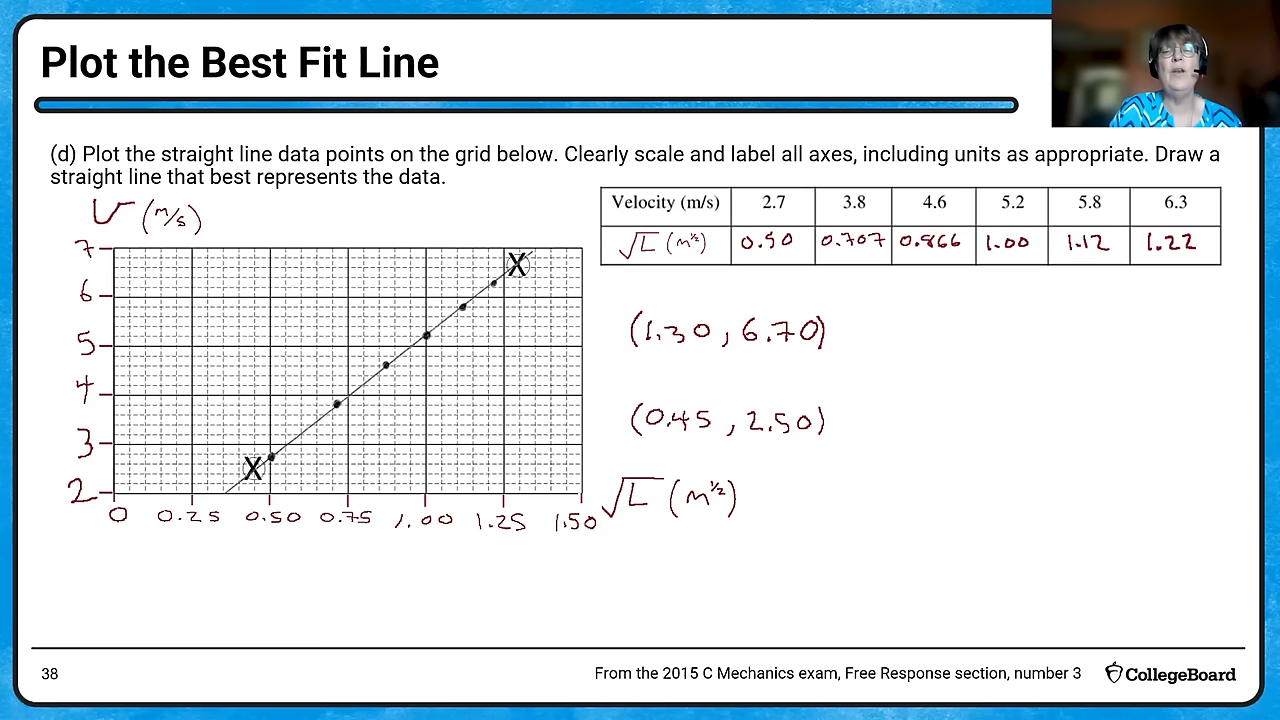 Plot the Best Fit Line
(d) Plot the straight line data points on the grid below. Clearly scale and label all axes, including units as appropriate. Draw a
straight line that best represents the data.
Velocity (m/s) 2.7 3.8 4.6 5.2 5.8 6.3
√L (m½) 0.50 0.707 0.866 1.00 1.12 1.22
V (m/s)
7
6
5
4
3
2
X
X
0 0.25 0.50 0.75 1.00 1.25 1.50
√L (m½)
(1.30, 6.70)
(0.45, 2.50)
38
From the 2015 C Mechanics exam, Free Response section, number 3
CollegeBoard